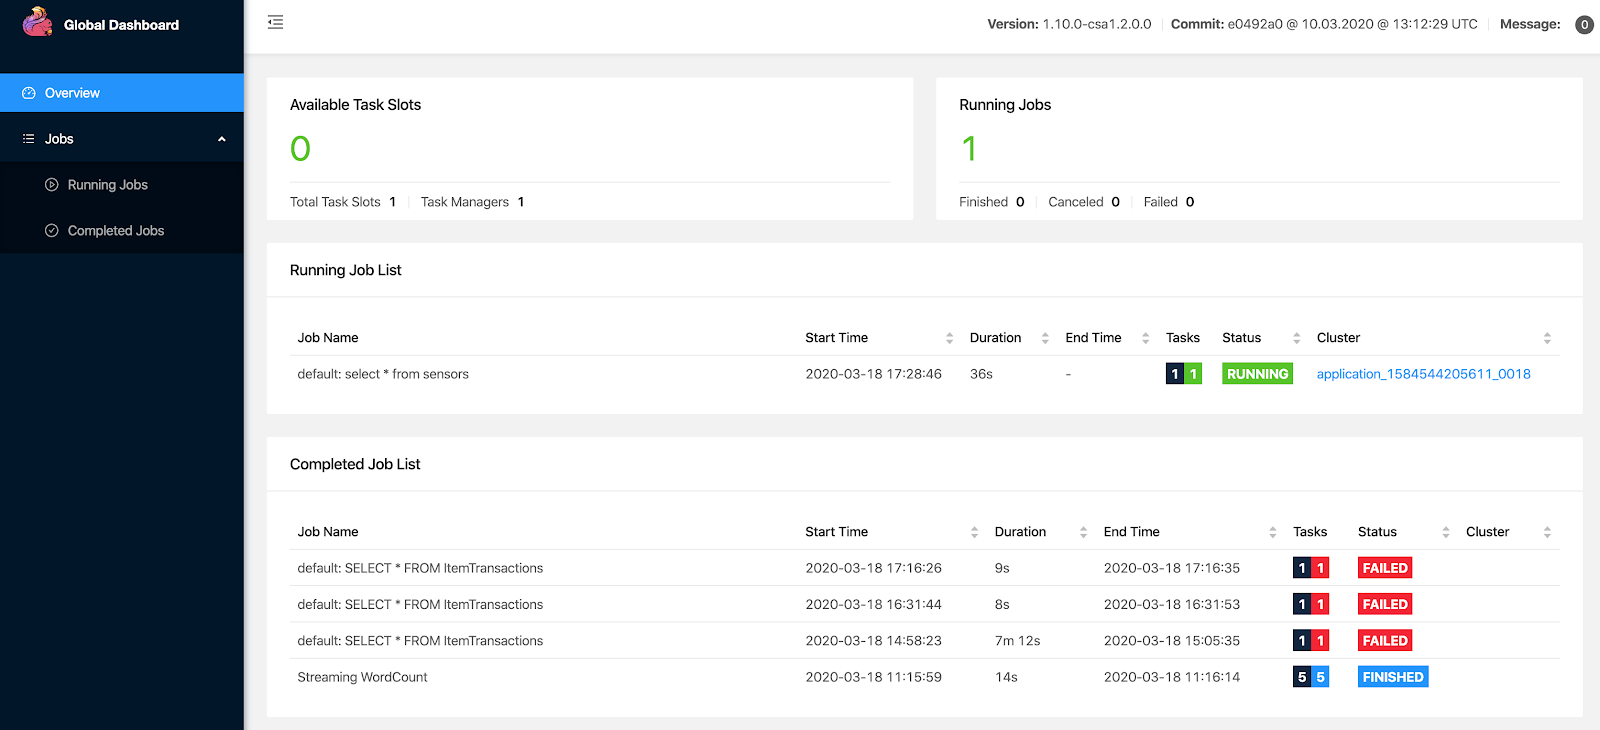 Global Dashboard
Version: 1.10.0-csa1.2.0.0 Commit: e0492a0 @ 10.03.2020 @ 13:12:29 UTC Message: 0
Overview
Jobs
Running Jobs
Completed Jobs
Available Task Slots
0
Total Task Slots 1 Task Managers 1
Running Jobs
1
Finished 0 Canceled 0 Failed 0
Running Job List
Job Name Start Time Duration End Time Tasks Status Cluster
default: select * from sensors 2020-03-18 17:28:46 36s - 1 1 RUNNING application_1584544205611_0018
Completed Job List
Job Name Start Time Duration End Time Tasks Status Cluster
default: SELECT * FROM ItemTransactions 2020-03-18 17:16:26 9s 2020-03-18 17:16:35 1 1 FAILED
default: SELECT * FROM ItemTransactions 2020-03-18 16:31:44 8s 2020-03-18 16:31:53 1 1 FAILED
default: SELECT * FROM ItemTransactions 2020-03-18 14:58:23 7m 12s 2020-03-18 15:05:35 1 1 FAILED
Streaming WordCount 2020-03-18 11:15:59 14s 2020-03-18 11:16:14 5 5 FINISHED